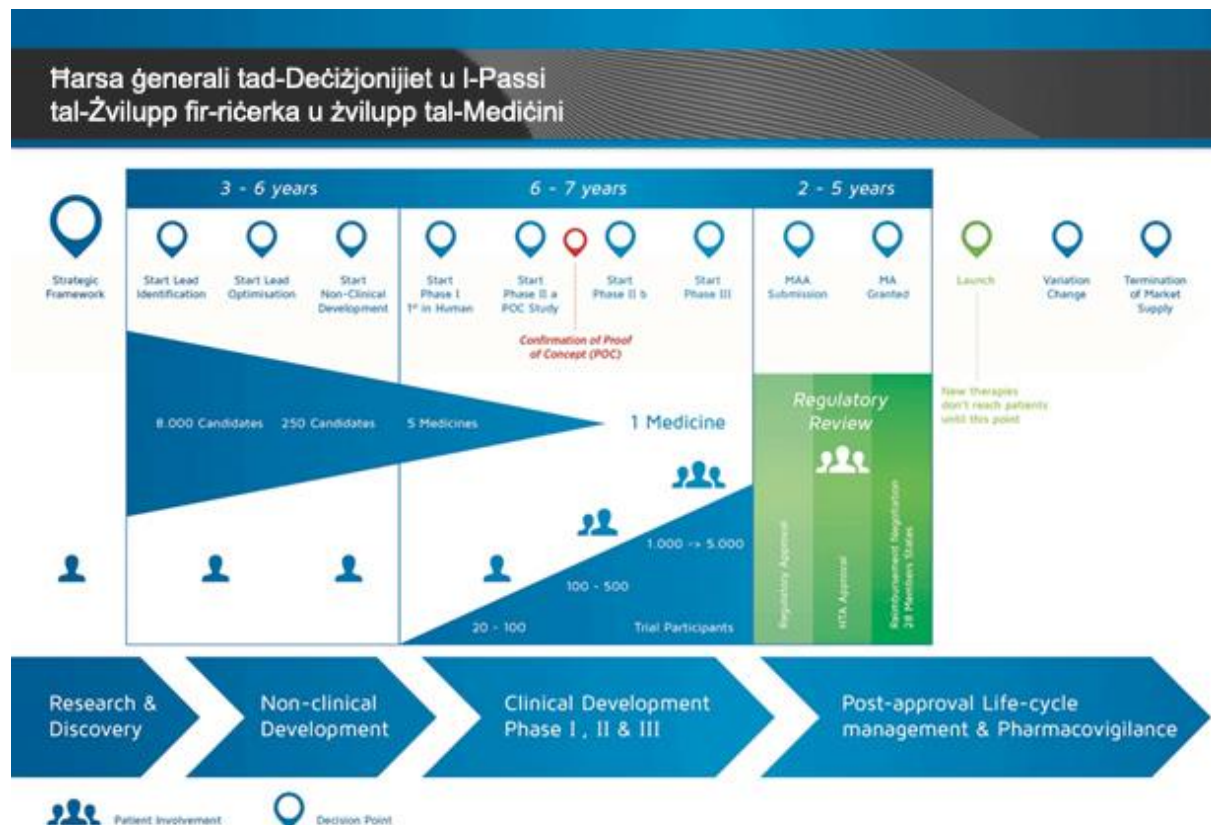 Ħarsa ġenerali tad-Deċiżjonijiet u l-Passi
tal-Żvilupp fir-riċerka u żvilupp tal-Mediċini
3 - 6 years
6 - 7 years
2 - 5 years
Strategic
Framework
Start Lead
Identification
Start Lead
Optimisation
Start
Non-Clinical
Development
Start
Phase I
1st in Human
Start
Phase II a
POC Study
Start
Phase II b
Start
Phase III
MAA
Submission
MA
Granted
Launch
Variation
Change
Termination
of Market
Supply
Confirmation of Proof
of Concept (POC)
8.000 Candidates
250 Candidates
5 Medicines
1 Medicine
Regulatory
Review
New therapies
don't reach patients
until this point
1.000 -> 5.000
100 - 500
20 - 100
Trial Participants
Regulatory Approval
HTA Approval
Reimbursement Negotiation
28 Members States
Research &
Discovery
Non-clinical
Development
Clinical Development
Phase I , II & III
Post-approval Life-cycle
management & Pharmacovigilance
Patient Involvement
Decision Point